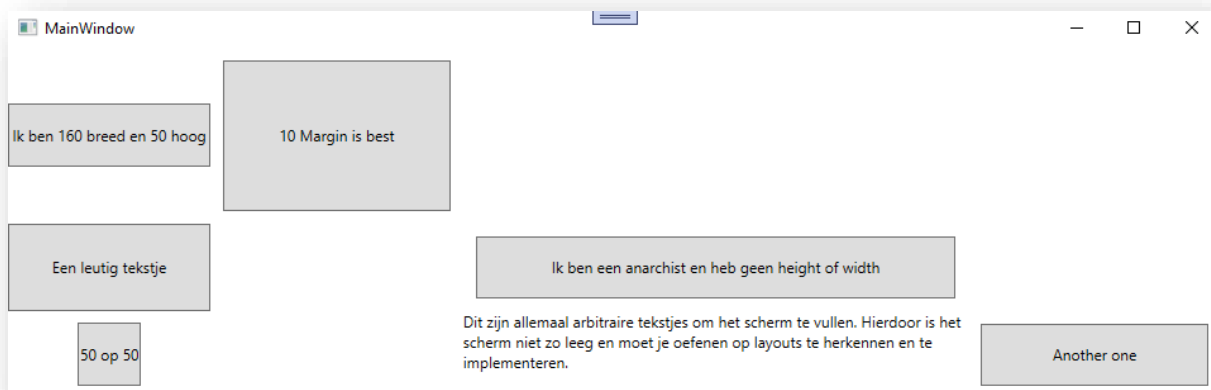 MainWindow
Ik ben 160 breed en 50 hoog
10 Margin is best
Een leutig tekstje
Ik ben een anarchist en heb geen height of width
50 op 50
Dit zijn allemaal arbitraire tekstjes om het scherm te vullen. Hierdoor is het
scherm niet zo leeg en moet je oefenen op layouts te herkennen en te
implementeren.
Another one